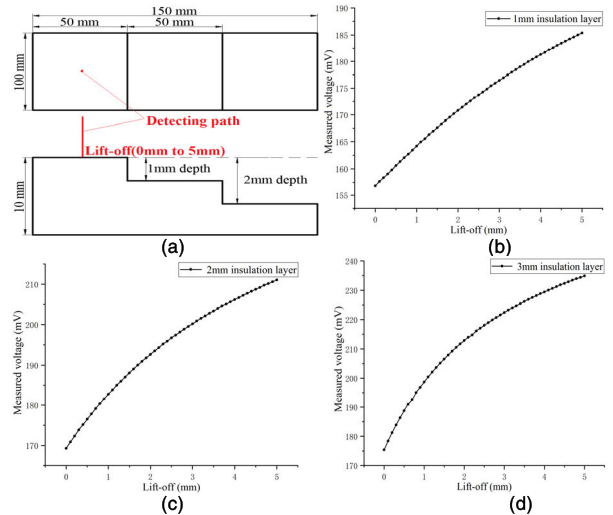 150 mm
50 mm
50 mm
100 mm
Detecting path
Lift-off(0mm to 5mm)
1mm depth
2mm depth
10 mm
(a)
1mm insulation layer
190
185
180
175
170
165
160
155
Measured voltage (mV)
0 1 2 3 4 5
Lift-off (mm)
(b)
2mm insulation layer
210
200
190
180
170
Measured voltage (mV)
0 1 2 3 4 5
Lift-off (mm)
(c)
3mm insulation layer
240
230
220
210
200
190
180
170
Measured voltage (mV)
0 1 2 3 4 5
Lift-off (mm)
(d)